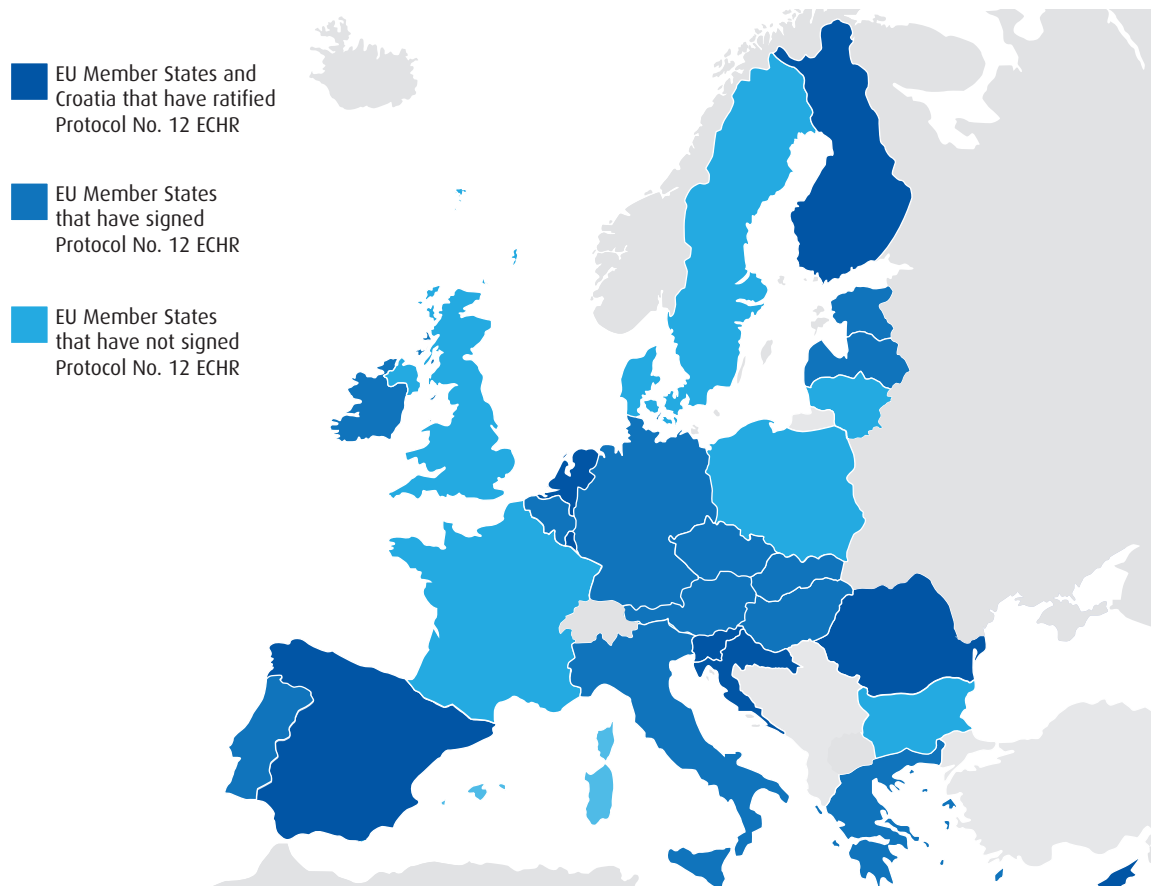 EU Member States and
Croatia that have ratified
Protocol No. 12 ECHR
EU Member States
that have signed
Protocol No. 12 ECHR
EU Member States
that have not signed
Protocol No. 12 ECHR